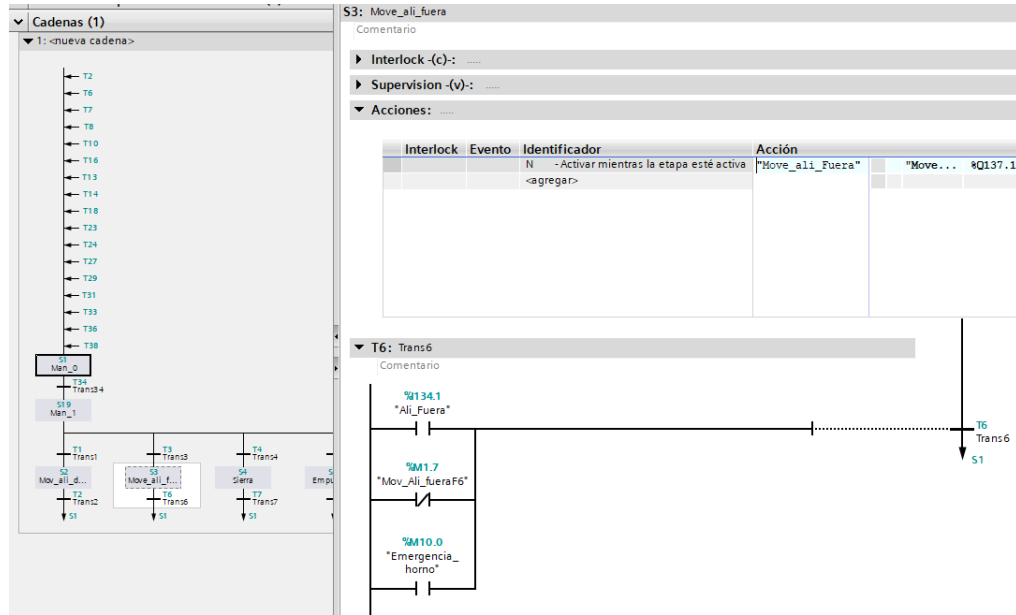 Cadenas (1)
1: <nueva cadena>
T2
T6
T7
T8
T10
T16
T13
T14
T18
T23
T24
T27
T29
T31
T33
T36
T38
S1
Man_0
T34
Trans34
S19
Man_1
T1
Trans1
T3
Trans3
T4
Trans4
S2
Mov_ali_d...
S3
Move_ali_f...
S4
Sierra
Empu
T2
Trans2
T6
Trans6
T7
Trans7
S1
S1
S1
S3: Move_ali_fuera
Comentario
Interlock -(c)-: .....
Supervision -(v)-: .....
Acciones: .....
Interlock Evento Identificador Acción
N - Activar mientras la etapa esté activa "Move_ali_Fuera" "Move... %Q137.1
<agregar>
T6: Trans6
Comentario
%I134.1
"Ali_Fuera"
%M1.7
"Mov_Ali_fueraF6"
%M10.0
"Emergencia_
horno"
T6
Trans6
S1